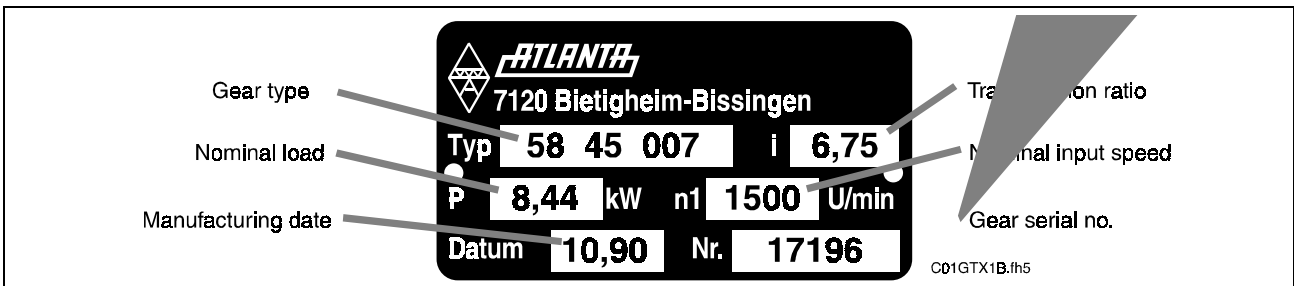 ATLANTA
7120 Bietigheim-Bissingen
Gear type
Typ 58 45 007 i 6,75
ratio
Nominal load
input speed
P 8,44 kW n1 1500 U/min
Manufacturing date
Gear serial no.
Datum 10,90 Nr. 17196
C01GTX1B.fh5